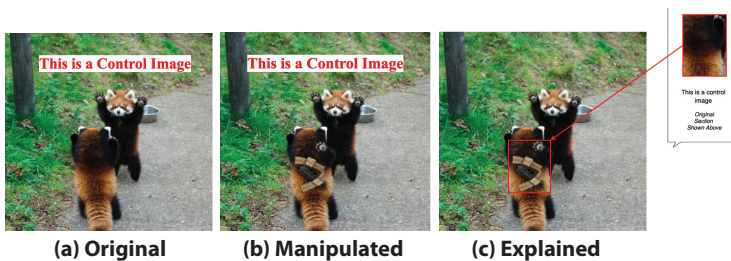 This is a Control Image
This is a Control Image
This is a control
image
Original
Section
Shown Above
(a) Original
(b) Manipulated
(c) Explained